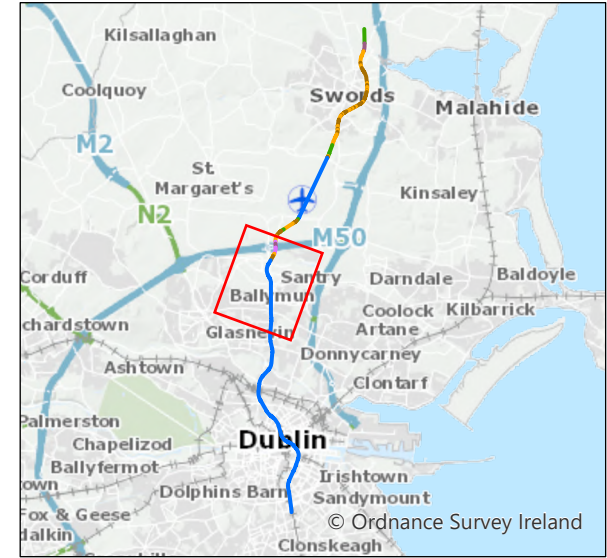 Kilsallaghan
Coolquoy
Swords
Malahide
M2
St.
Margaret's
Kinsaley
N2
M50
Corduff
Santry
Darndale
Baldoyle
Ballymun
Coolock
Kilbarrick
chardstown
Glasnevin
Artane
Donnycarney
Ashtown
Clontarf
Palmerston
Chapelizod
Dublin
Ballyfermot
own
Irishtown
Dolphins Barn
Sandymount
Fox & Geese
dalkin
© Ordnance Survey Ireland
Clonskeagh